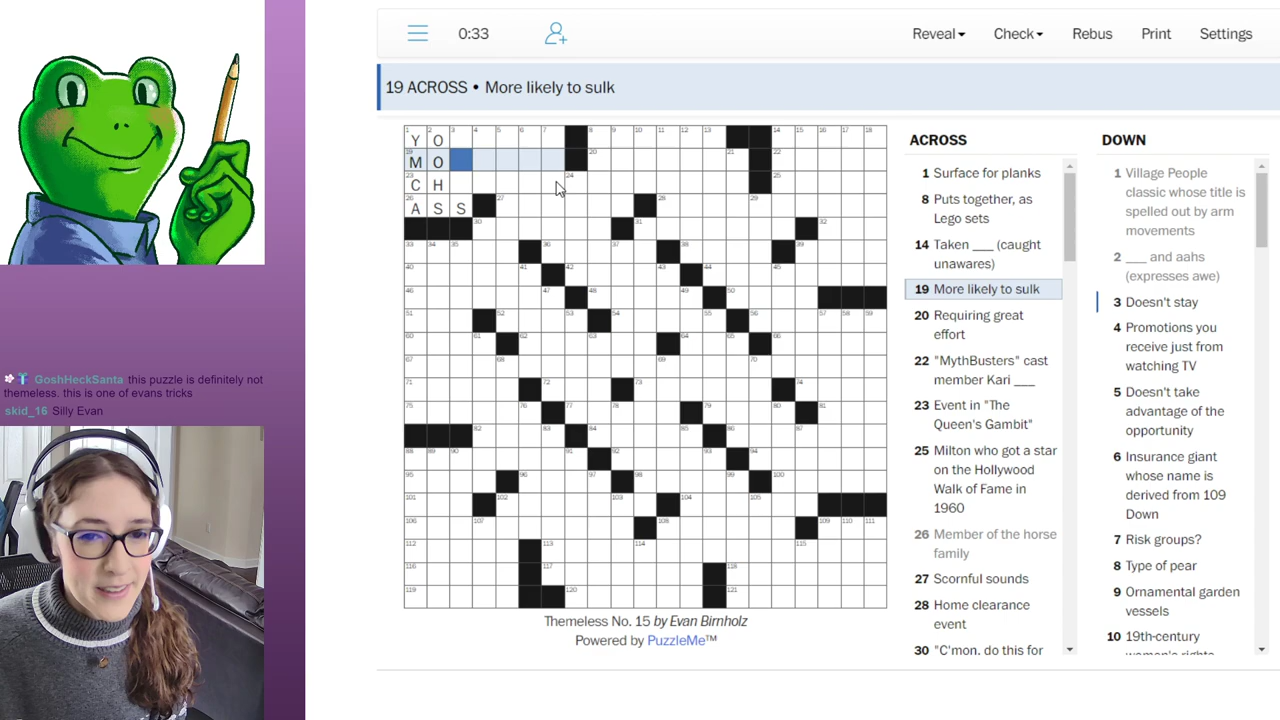 0:33
Reveal
Check
Rebus
Print
Settings
19 ACROSS • More likely to sulk
Y O
M O
C H
A S S
ACROSS
1 Surface for planks
8 Puts together, as
Lego sets
14 Taken ___ (caught
unawares)
19 More likely to sulk
20 Requiring great
effort
22 "MythBusters" cast
member Kari ___
23 Event in "The
Queen's Gambit"
25 Milton who got a star
on the Hollywood
Walk of Fame in
1960
26 Member of the horse
family
27 Scornful sounds
28 Home clearance
event
30 "C'mon, do this for
DOWN
1 Village People
classic whose title is
spelled out by arm
movements
2 ___ and aahs
(expresses awe)
3 Doesn't stay
4 Promotions you
receive just from
watching TV
5 Doesn't take
advantage of the
opportunity
6 Insurance giant
whose name is
derived from 109
Down
7 Risk groups?
8 Type of pear
9 Ornamental garden
vessels
10 19th-century
women's rights
Themeless No. 15 by Evan Birnholz
Powered by PuzzleMe™
GoshHeckSanta this puzzle is definitely not
themeless. this is one of evans tricks
skid_16 Silly Evan